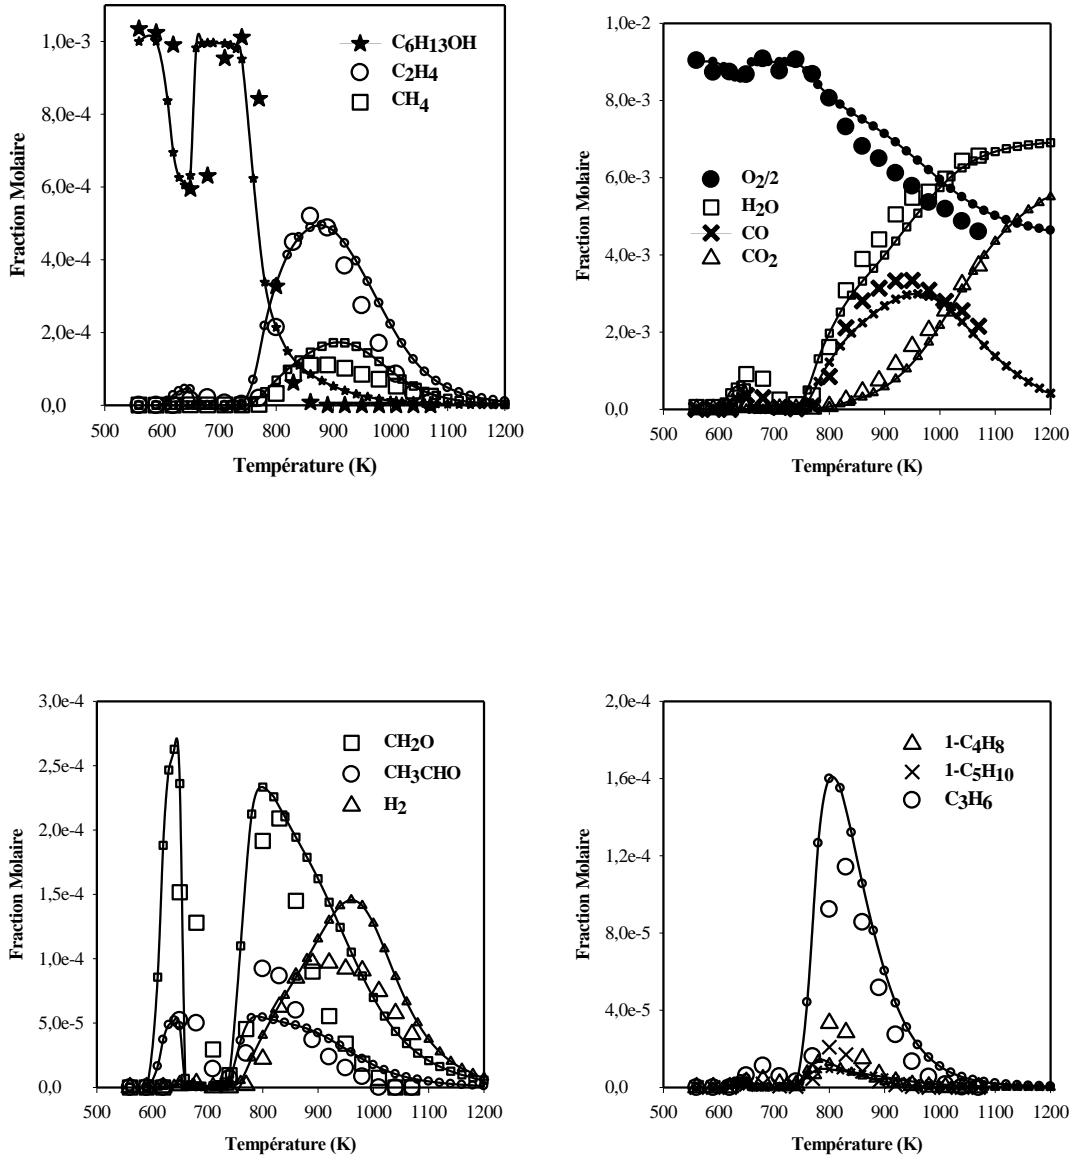 1,0e-3
8,0e-4
6,0e-4
4,0e-4
2,0e-4
0,0
500 600 700 800 900 1000 1100 1200
Température (K)
Fraction Molaire
C6H13OH
C2H4
CH4
1,0e-2
8,0e-3
6,0e-3
4,0e-3
2,0e-3
0,0
500 600 700 800 900 1000 1100 1200
Température (K)
Fraction Molaire
O2/2
H2O
CO
CO2
3,0e-4
2,5e-4
2,0e-4
1,5e-4
1,0e-4
5,0e-5
0,0
500 600 700 800 900 1000 1100 1200
Température (K)
Fraction Molaire
CH2O
CH3CHO
H2
2,0e-4
1,6e-4
1,2e-4
8,0e-5
4,0e-5
0,0
500 600 700 800 900 1000 1100 1200
Température (K)
Fraction Molaire
1-C4H8
1-C5H10
C3H6